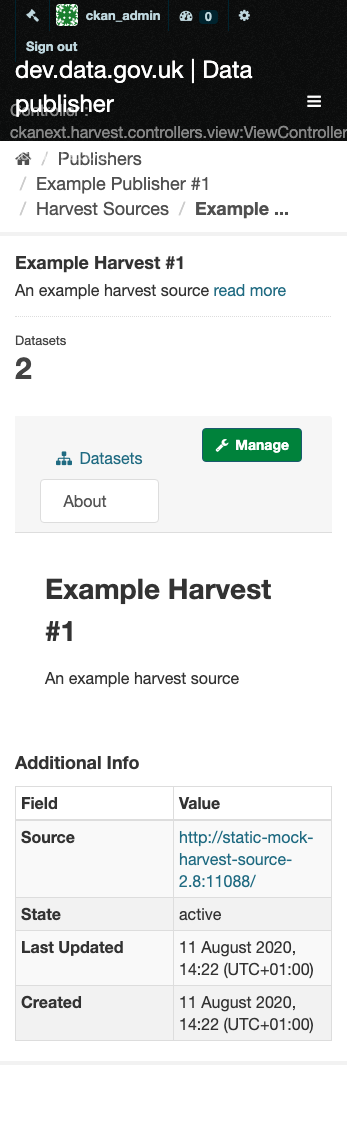 ckan_admin 0
Sign out
dev.data.gov.uk | Data
publisher
Controller :
ckanext.harvest.controllers.view:ViewController
/ Publishers
/ Example Publisher #1
/ Harvest Sources / Example ...
Example Harvest #1
An example harvest source read more
Datasets
2
Manage
Datasets
About
Example Harvest
#1
An example harvest source
Additional Info
Field Value
Source http://static-mock-
harvest-source-
2.8:11088/
State active
Last Updated 11 August 2020,
14:22 (UTC+01:00)
Created 11 August 2020,
14:22 (UTC+01:00)